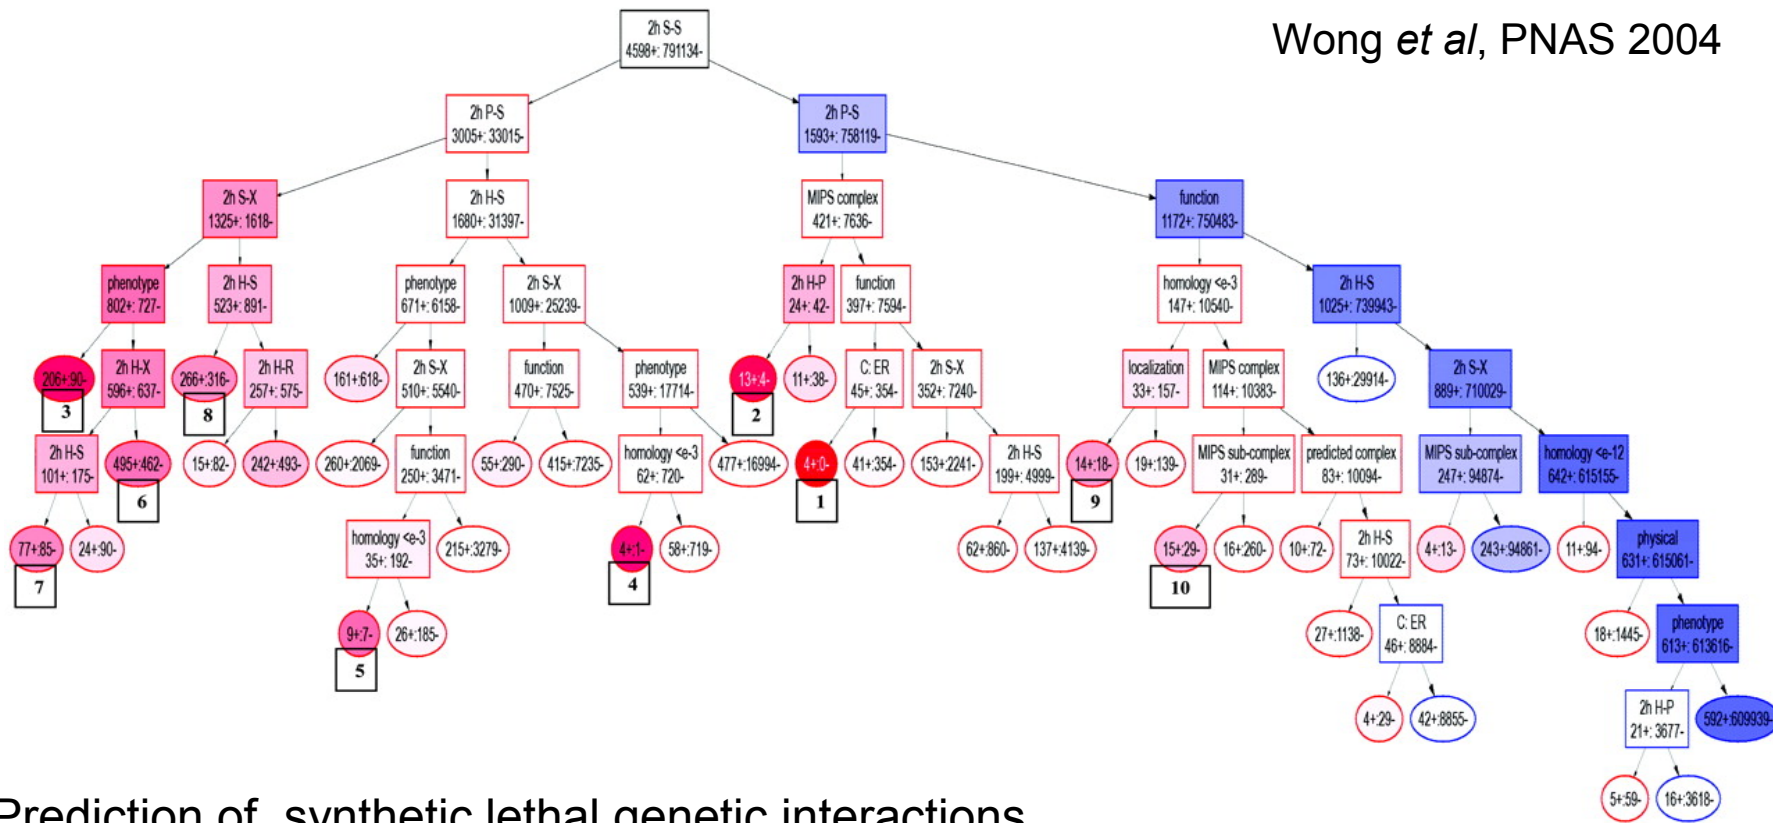 Wong et al, PNAS 2004
2h S-S
4598+: 791134-
2h P-S
3005+: 33015-
2h P-S
1593+: 758119-
2h S-X
1325+: 1618-
2h H-S
1680+: 31397-
MIPS complex
421+: 7636-
function
1172+: 750483-
phenotype
802+: 727-
2h H-S
523+: 891-
phenotype
671+: 6158-
2h S-X
1009+: 25239-
2h H-P
24+: 42-
function
397+: 7594-
homology <e-3
147+: 10540-
2h H-S
1025+: 739943-
206+:90-
3
2h H-X
596+: 637-
266+:316-
8
2h H-R
257+: 575-
161+:618-
2h S-X
510+: 5540-
function
470+: 7525-
phenotype
539+: 17714-
13+:4-
2
11+:38-
C: ER
45+: 354-
2h S-X
352+: 7240-
localization
33+: 157-
MIPS complex
114+: 10383-
136+:29914-
2h S-X
889+: 710029-
2h H-S
101+: 175-
495+:462-
6
15+:82-
242+:493-
260+:2069-
function
250+: 3471-
55+:290-
415+:7235-
homology <e-3
62+: 720-
477+:16994-
4+:0-
1
41+:354-
153+:2241-
2h H-S
199+: 4999-
14+:18-
9
19+:139-
MIPS sub-complex
31+: 289-
predicted complex
83+: 10094-
MIPS sub-complex
247+: 94874-
homology <e-12
642+: 615155-
77+:85-
7
24+:90-
homology <e-3
35+: 192-
215+:3279-
4+:1-
4
58+:719-
62+:860-
137+:4139-
15+:29-
10
16+:260-
10+:72-
2h H-S
73+: 10022-
4+:13-
243+:94861-
11+:94-
physical
631+: 615061-
9+:7-
5
26+:185-
27+:1138-
C: ER
46+: 8884-
18+:1445-
phenotype
613+: 613616-
4+:29-
42+:8855-
2h H-P
21+: 3677-
592+:609939-
5+:59-
16+:3618-
Prediction of synthetic lethal genetic interactions